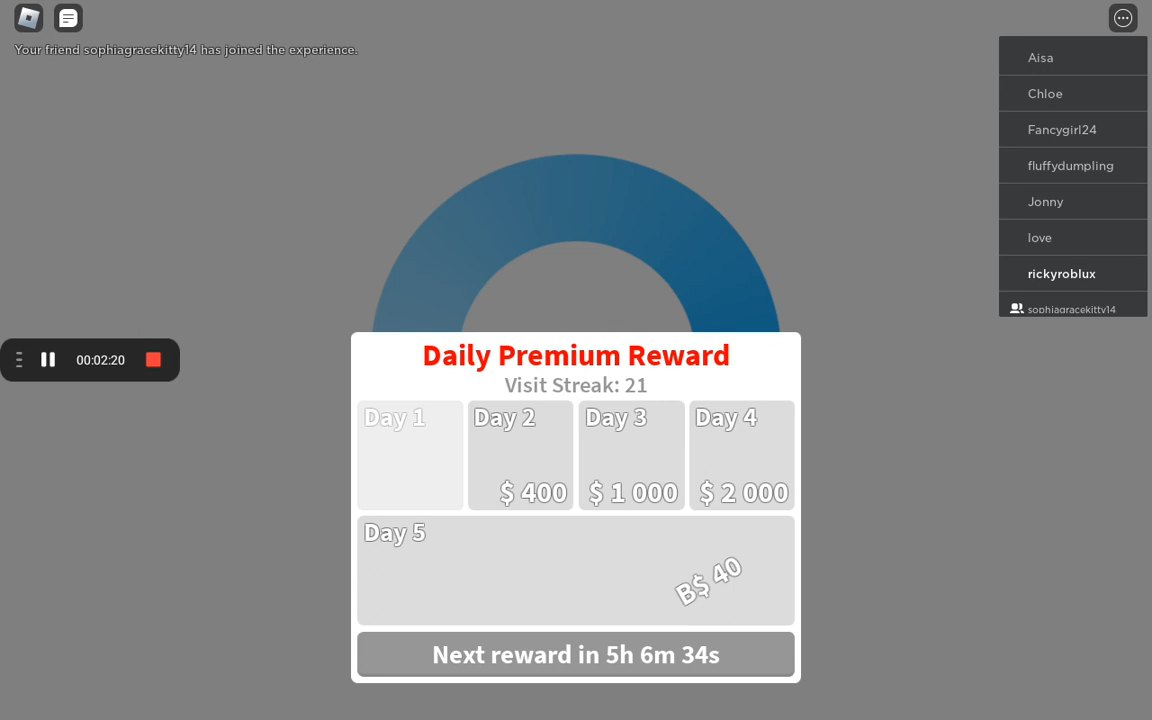 Your friend sophiagracekitty14 has joined the experience.
Aisa
Chloe
Fancygirl24
fluffydumpling
Jonny
love
rickyroblux
sophiagracekitty14
00:02:20
Daily Premium Reward
Visit Streak: 21
Day 1
Day 2
$ 400
Day 3
$ 1 000
Day 4
$ 2 000
Day 5
B$ 40
Next reward in 5h 6m 34s